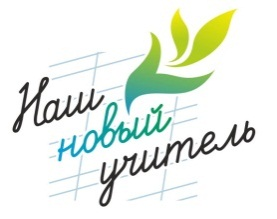 Наш
новый
учитель